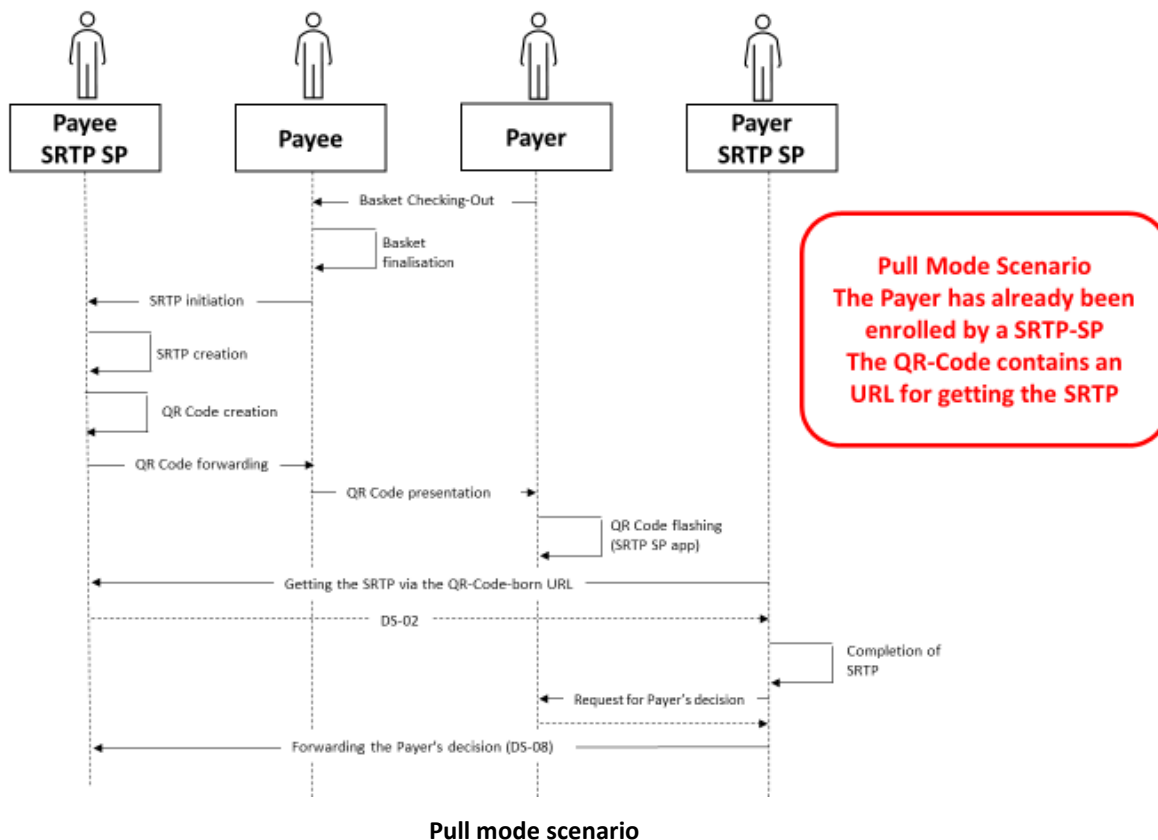 Payee
SRTP SP
Payee
Payer
Payer
SRTP SP
Basket Checking-Out
Basket
finalisation
SRTP initiation
SRTP creation
QR Code creation
QR Code forwarding
QR Code presentation
QR Code flashing
(SRTP SP app)
Getting the SRTP via the QR-Code-born URL
DS-02
Completion of
SRTP
Request for Payer's decision
Forwarding the Payer's decision (DS-08)
Pull Mode Scenario
The Payer has already been
enrolled by a SRTP-SP
The QR-Code contains an
URL for getting the SRTP
Pull mode scenario